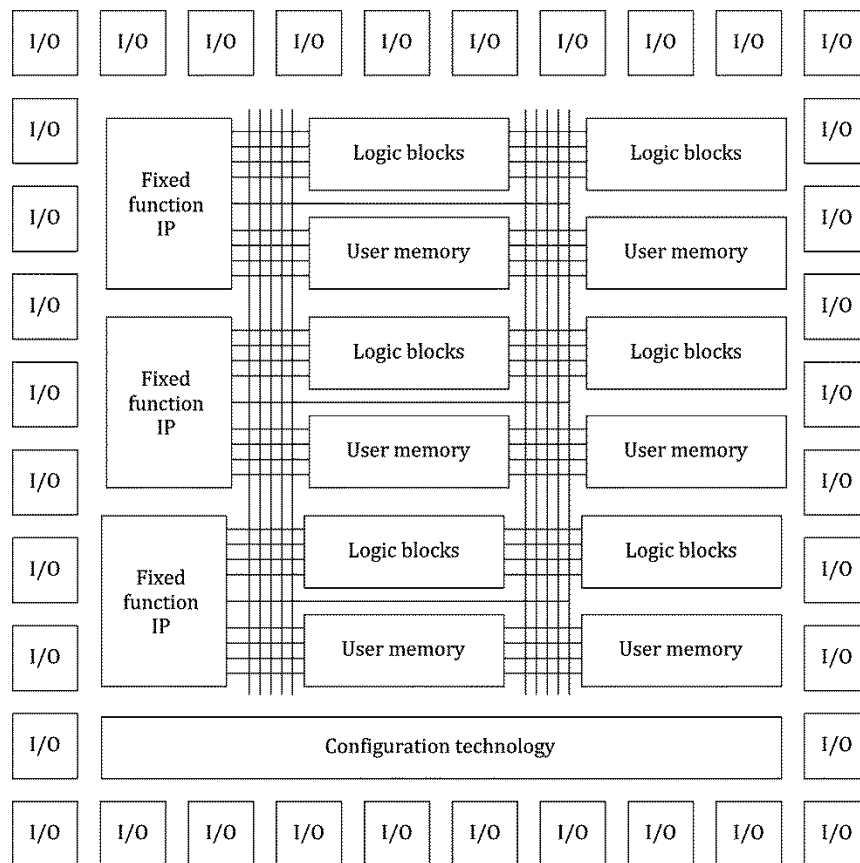 I/O I/O I/O I/O I/O I/O I/O I/O I/O I/O
I/O I/O
Logic blocks Logic blocks
Fixed
function
IP
I/O I/O
User memory User memory
I/O I/O
Logic blocks Logic blocks
Fixed
function
IP
I/O I/O
User memory User memory
I/O I/O
Logic blocks Logic blocks
Fixed
function
IP
I/O I/O
User memory User memory
I/O I/O
I/O Configuration technology I/O
I/O I/O I/O I/O I/O I/O I/O I/O I/O I/O